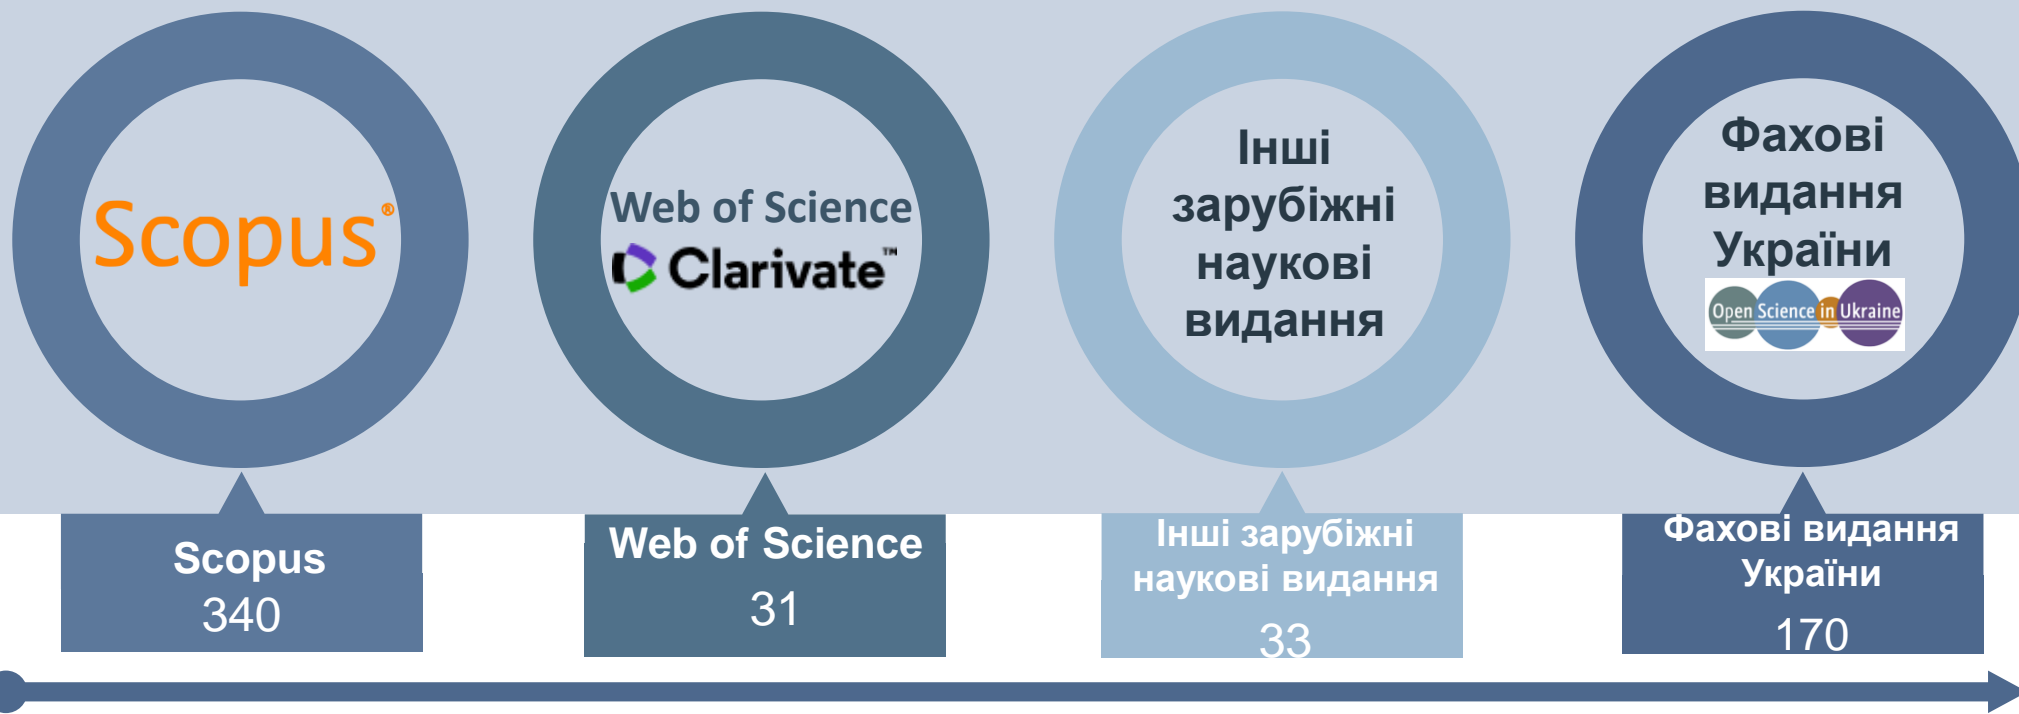 Scopus®
Web of Science
Clarivate™
Інші
зарубіжні
наукові
видання
Фахові
видання
України
Open Science in Ukraine
Scopus
340
Web of Science
31
Інші зарубіжні
наукові видання
33
Фахові видання
України
170